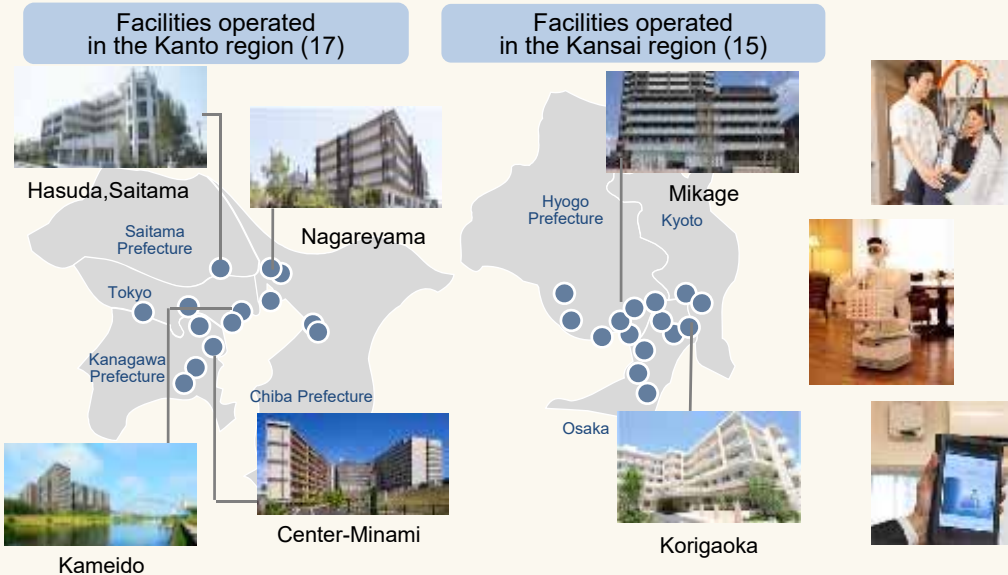 Facilities operated
in the Kanto region (17)
Facilities operated
in the Kansai region (15)
Hasuda,Saitama
Nagareyama
Mikage
Saitama
Prefecture
Tokyo
Kanagawa
Prefecture
Chiba Prefecture
Hyogo
Prefecture
Kyoto
Osaka
Kameido
Center-Minami
Korigaoka